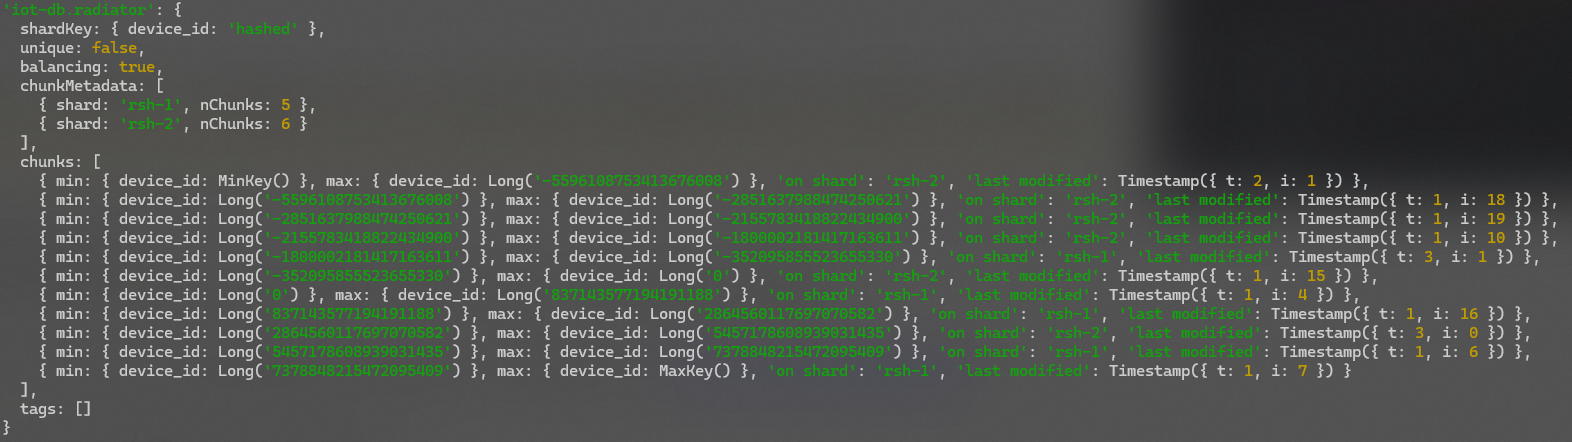 'iot-db.radiator': {
  shardKey: { device_id: 'hashed' },
  unique: false,
  balancing: true,
  chunkMetadata: [
    { shard: 'rsh-1', nChunks: 5 },
    { shard: 'rsh-2', nChunks: 6 }
  ],
  chunks: [
    { min: { device_id: MinKey() }, max: { device_id: Long('-5596108753413676008') }, 'on shard': 'rsh-2', 'last modified': Timestamp({ t: 2, i: 1 }) },
    { min: { device_id: Long('-5596108753413676008') }, max: { device_id: Long('-2851637988474250621') }, 'on shard': 'rsh-2', 'last modified': Timestamp({ t: 1, i: 18 }) },
    { min: { device_id: Long('-2851637988474250621') }, max: { device_id: Long('-2155783418822434900') }, 'on shard': 'rsh-2', 'last modified': Timestamp({ t: 1, i: 19 }) },
    { min: { device_id: Long('-2155783418822434900') }, max: { device_id: Long('-1800002181417163611') }, 'on shard': 'rsh-2', 'last modified': Timestamp({ t: 1, i: 10 }) },
    { min: { device_id: Long('-1800002181417163611') }, max: { device_id: Long('-352095855523655330') }, 'on shard': 'rsh-1', 'last modified': Timestamp({ t: 3, i: 1 }) },
    { min: { device_id: Long('-352095855523655330') }, max: { device_id: Long('0') }, 'on shard': 'rsh-2', 'last modified': Timestamp({ t: 1, i: 15 }) },
    { min: { device_id: Long('0') }, max: { device_id: Long('837143577194191188') }, 'on shard': 'rsh-1', 'last modified': Timestamp({ t: 1, i: 4 }) },
    { min: { device_id: Long('837143577194191188') }, max: { device_id: Long('2864560117697070582') }, 'on shard': 'rsh-1', 'last modified': Timestamp({ t: 1, i: 16 }) },
    { min: { device_id: Long('2864560117697070582') }, max: { device_id: Long('5457178608939031435') }, 'on shard': 'rsh-2', 'last modified': Timestamp({ t: 3, i: 0 }) },
    { min: { device_id: Long('5457178608939031435') }, max: { device_id: Long('7378848215472095409') }, 'on shard': 'rsh-1', 'last modified': Timestamp({ t: 1, i: 6 }) },
    { min: { device_id: Long('7378848215472095409') }, max: { device_id: MaxKey() }, 'on shard': 'rsh-1', 'last modified': Timestamp({ t: 1, i: 7 }) }
  ],
  tags: []
}